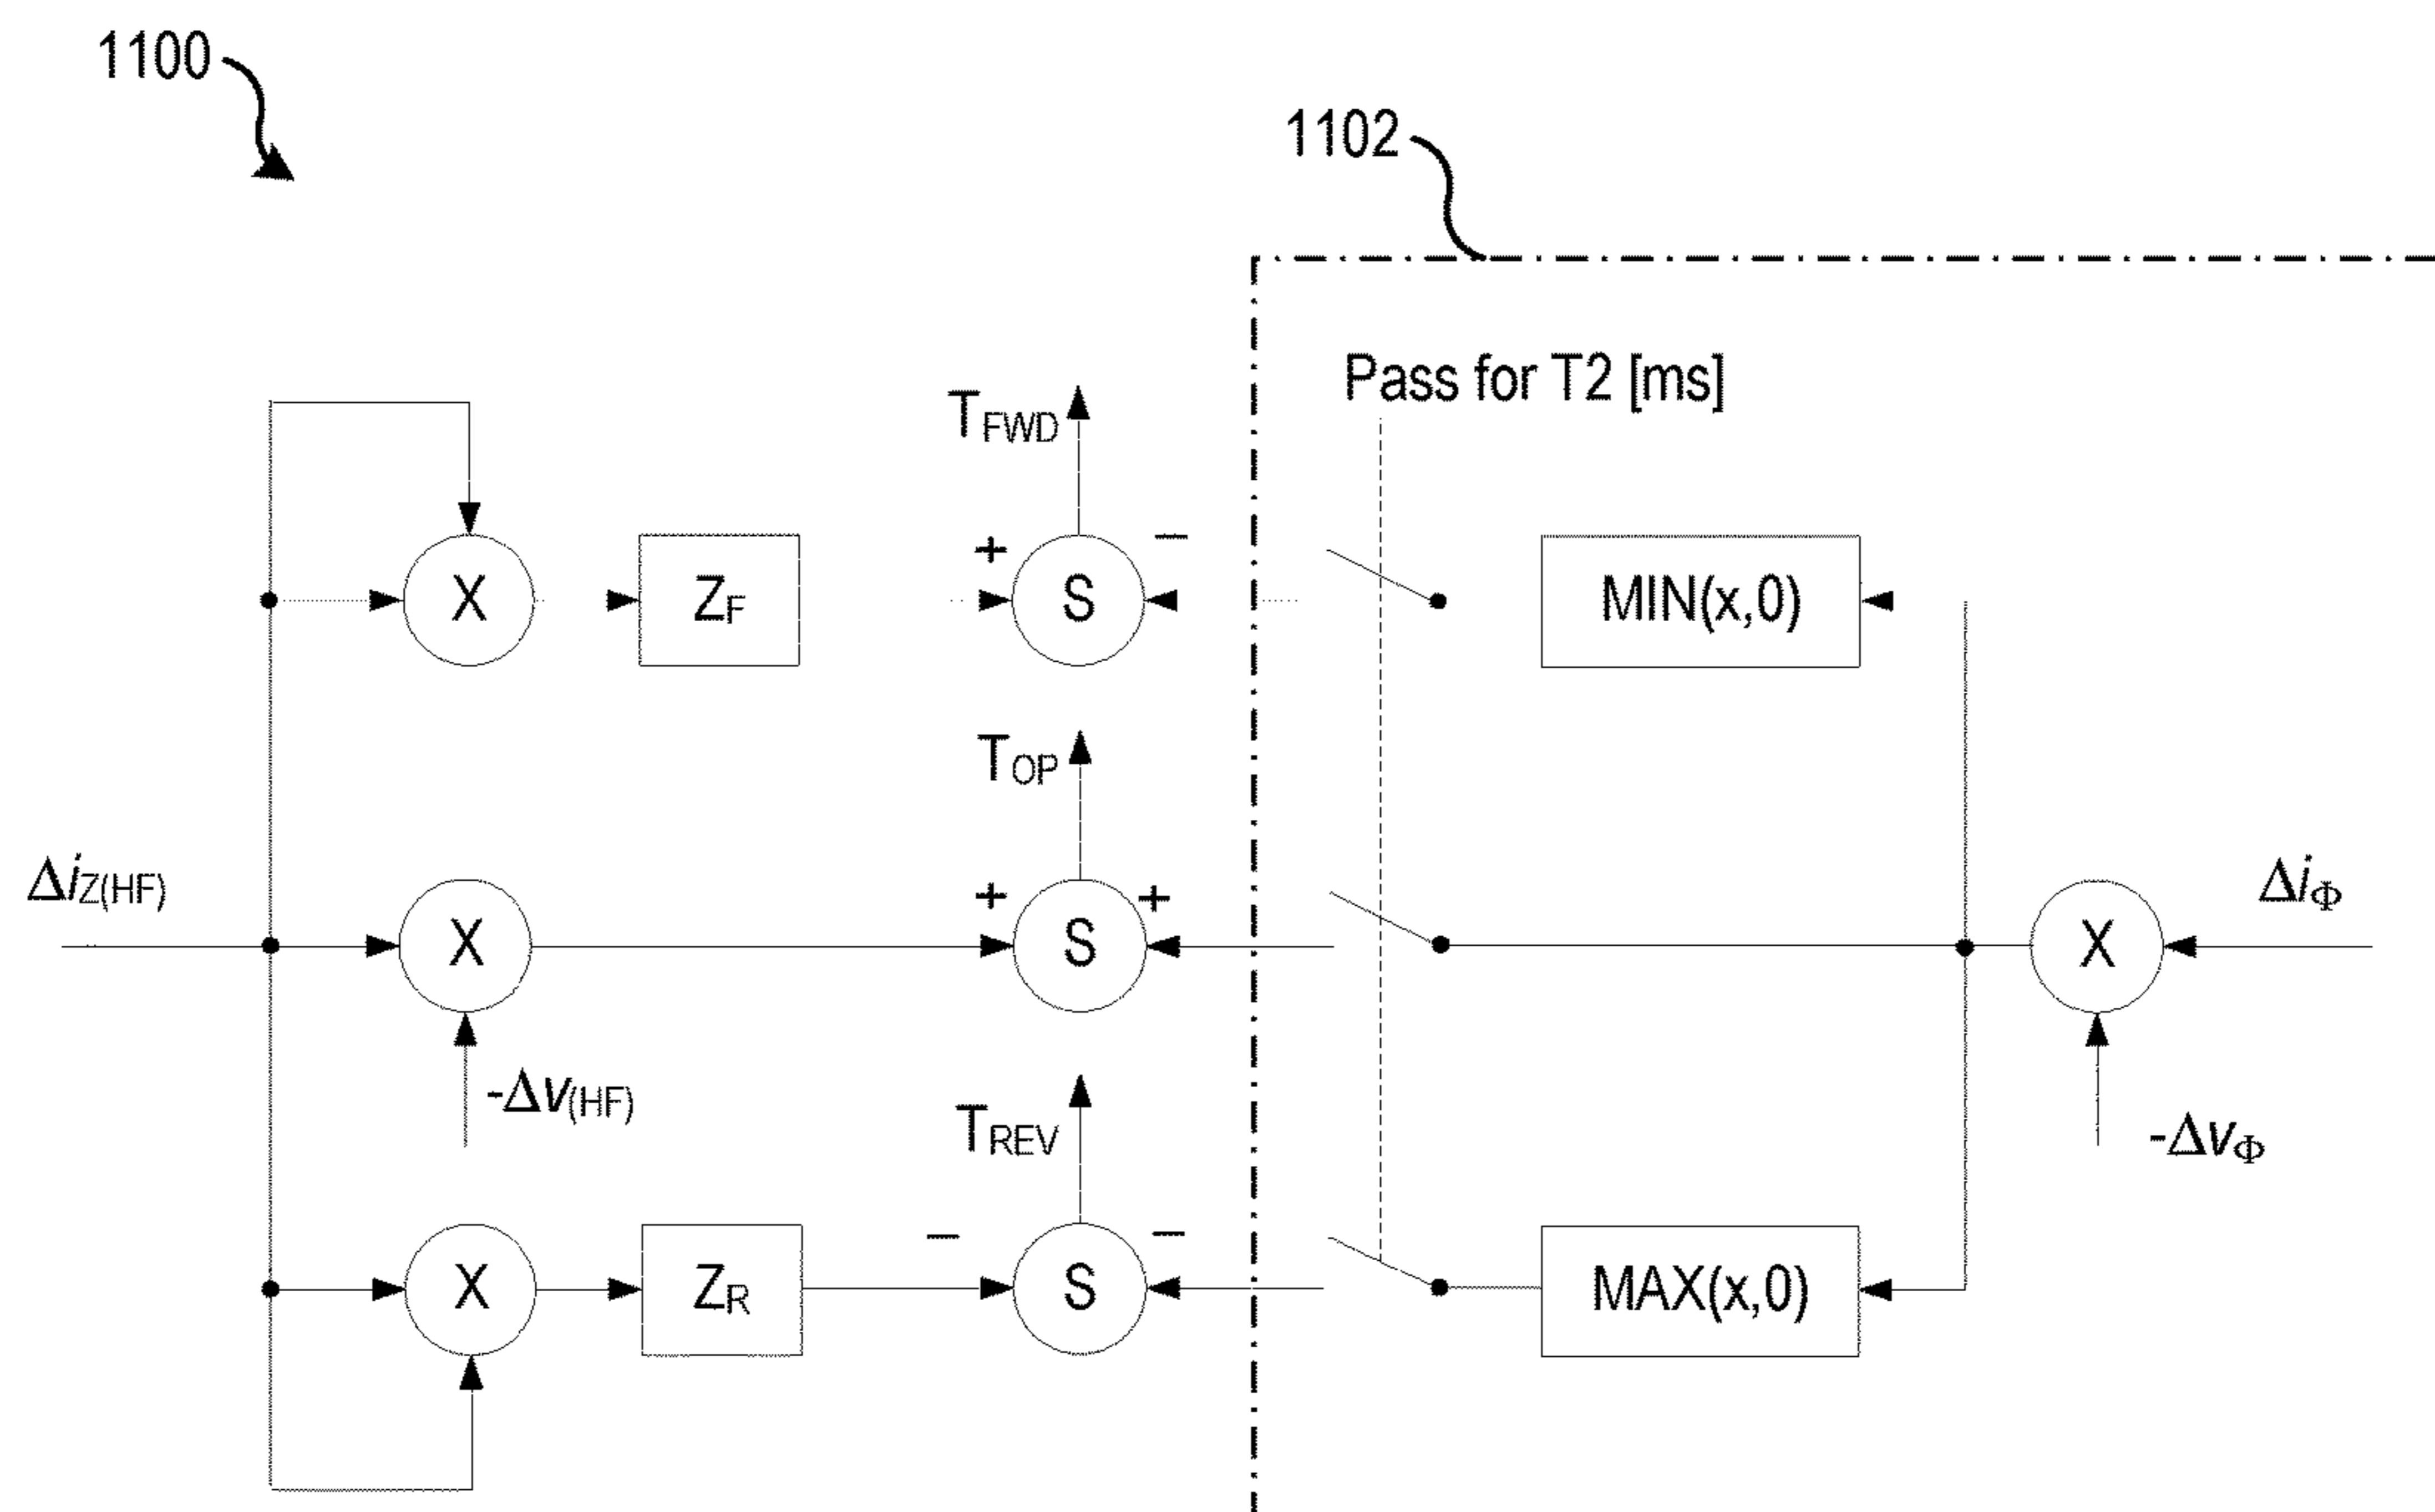 1100
1102
Pass for T2 [ms]
TFWD
+
−
X
ZF
S
MIN(x,0)
TOP
ΔiZ(HF)
+
+
ΔiΦ
X
S
X
-Δv(HF)
TREV
-ΔvΦ
−
−
X
ZR
S
MAX(x,0)